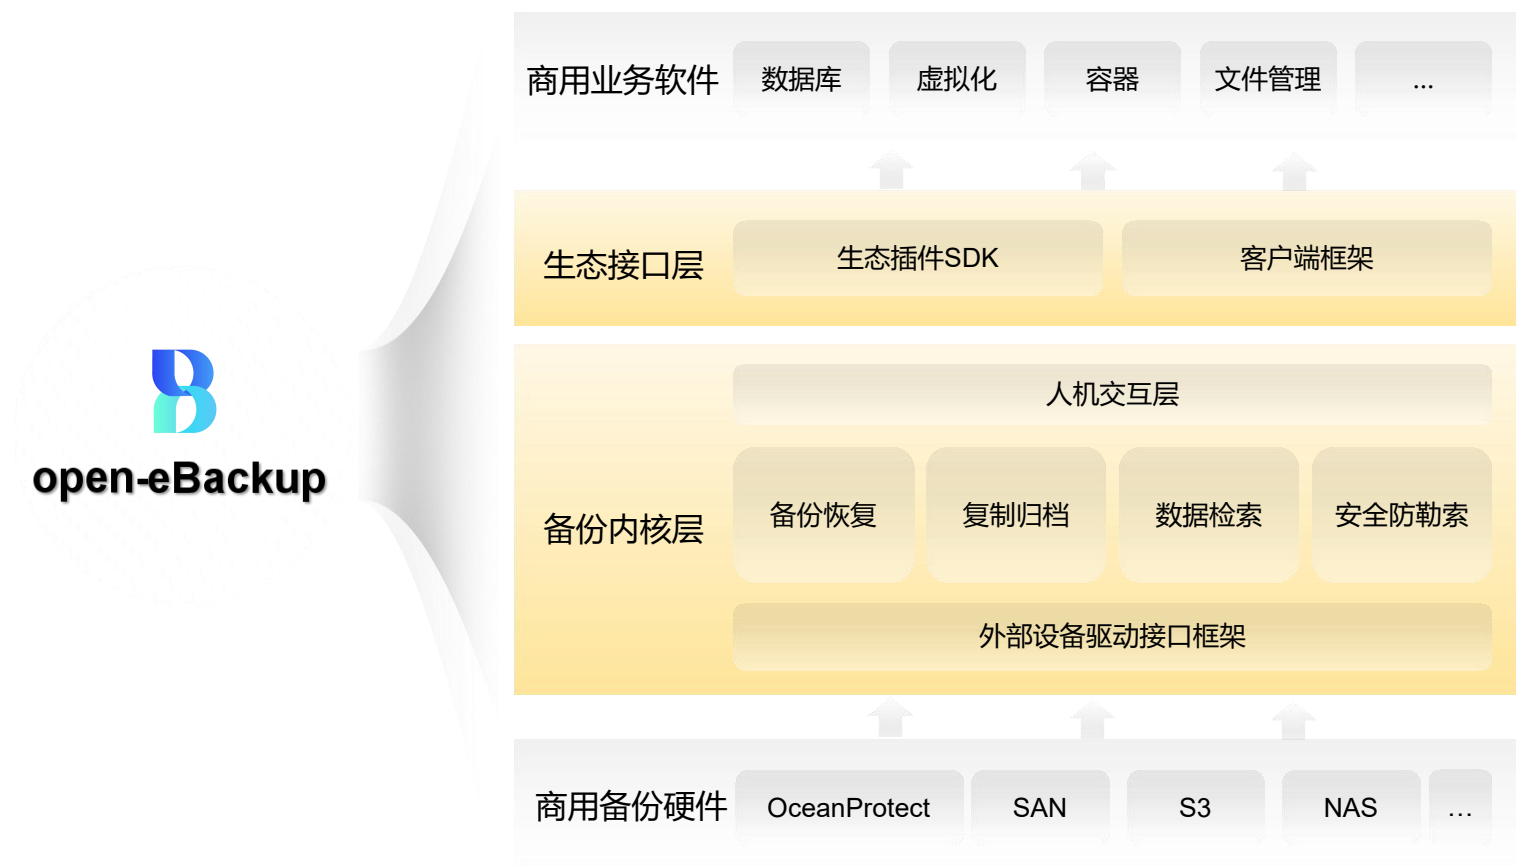 商用业务软件
数据库
虚拟化
容器
文件管理
...
生态接口层
生态插件SDK
客户端框架
open-eBackup
备份内核层
人机交互层
备份恢复
复制归档
数据检索
安全防勒索
外部设备驱动接口框架
商用备份硬件
OceanProtect
SAN
S3
NAS
...